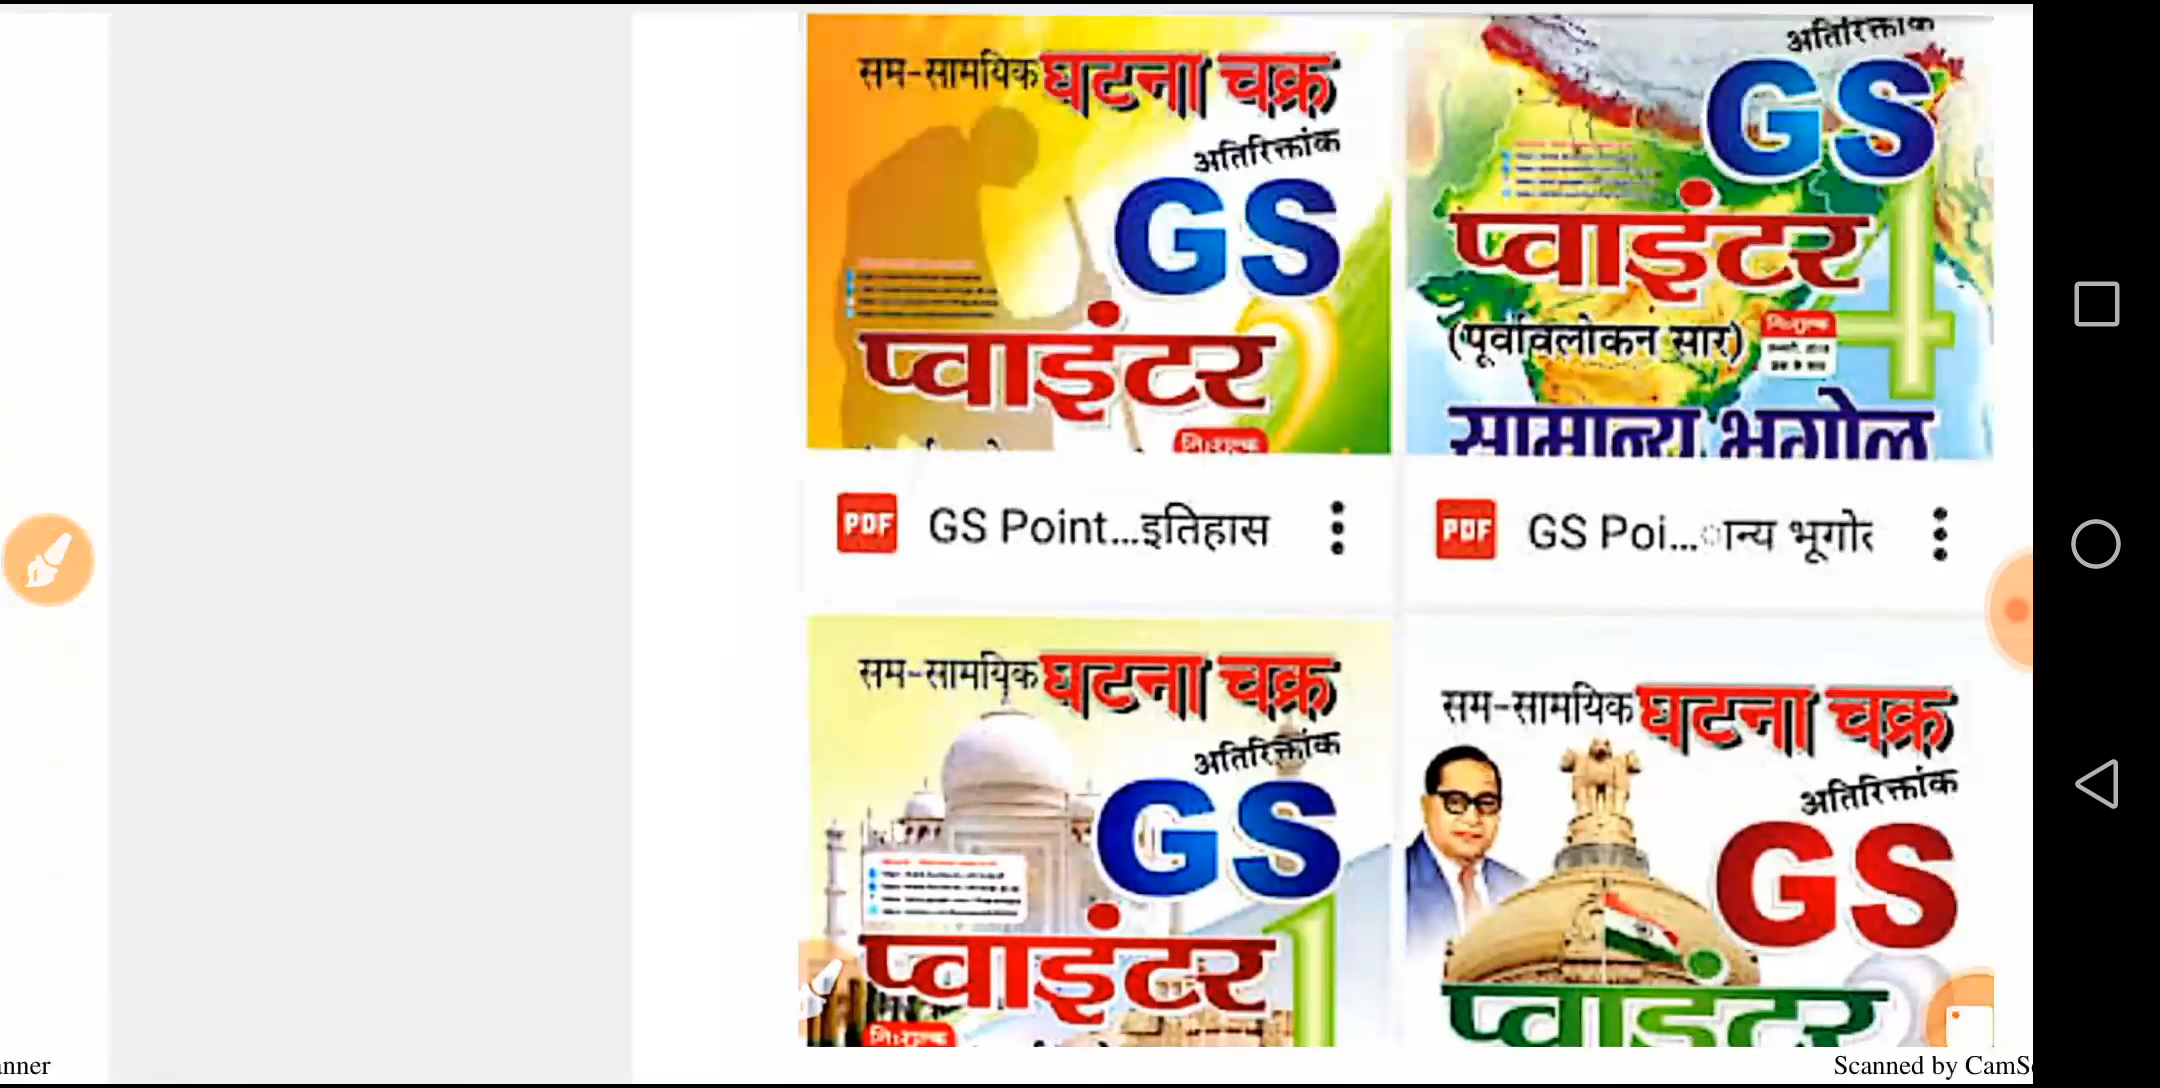 सम-सामयिक घटना चक्र
अतिरिक्तांक
GS
प्वाइंटर
निःशुल्क
PDF GS Point...इतिहास
अतिरिक्तांक
GS
प्वाइंटर 4
(पूर्वावलोकन सार)
निःशुल्क
सामान्य भूगोल
PDF GS Poi...ान्य भूगोल
सम-सामयिक घटना चक्र
अतिरिक्तांक
GS
प्वाइंटर 1
निःशुल्क
सम-सामयिक घटना चक्र
अतिरिक्तांक
GS
प्वाइंटर
anner
Scanned by CamS